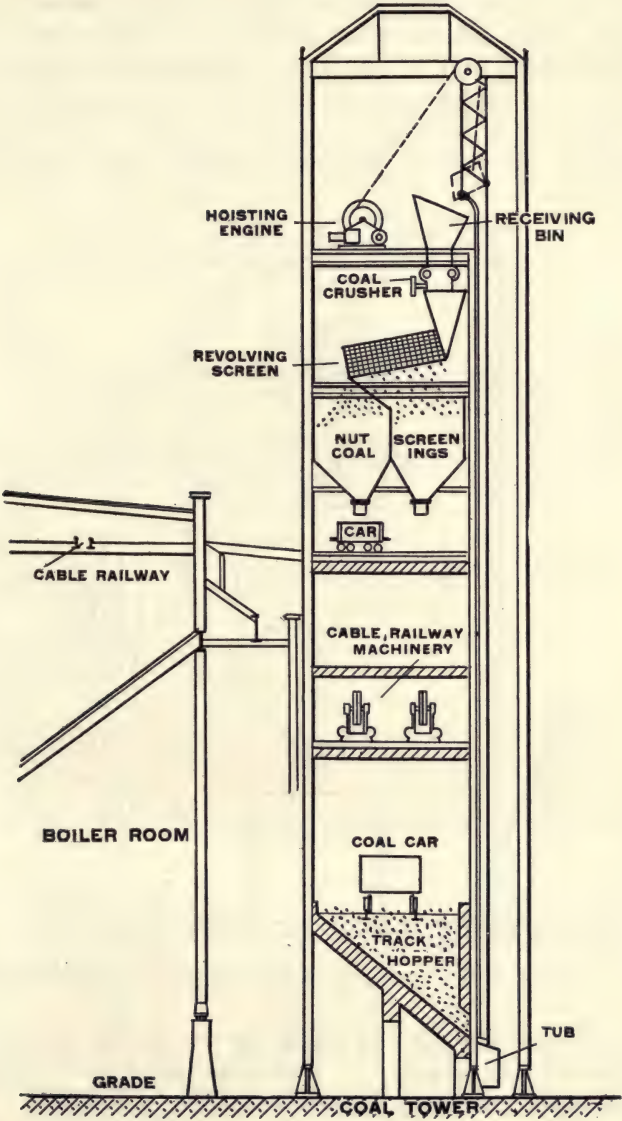 HOISTING
ENGINE
RECEIVING
BIN
COAL
CRUSHER
REVOLVING
SCREEN
NUT
COAL
SCREEN
INGS
CAR
CABLE RAILWAY
CABLE RAILWAY
MACHINERY
BOILER ROOM
COAL CAR
TRACK
HOPPER
TUB
GRADE
COAL TOWER